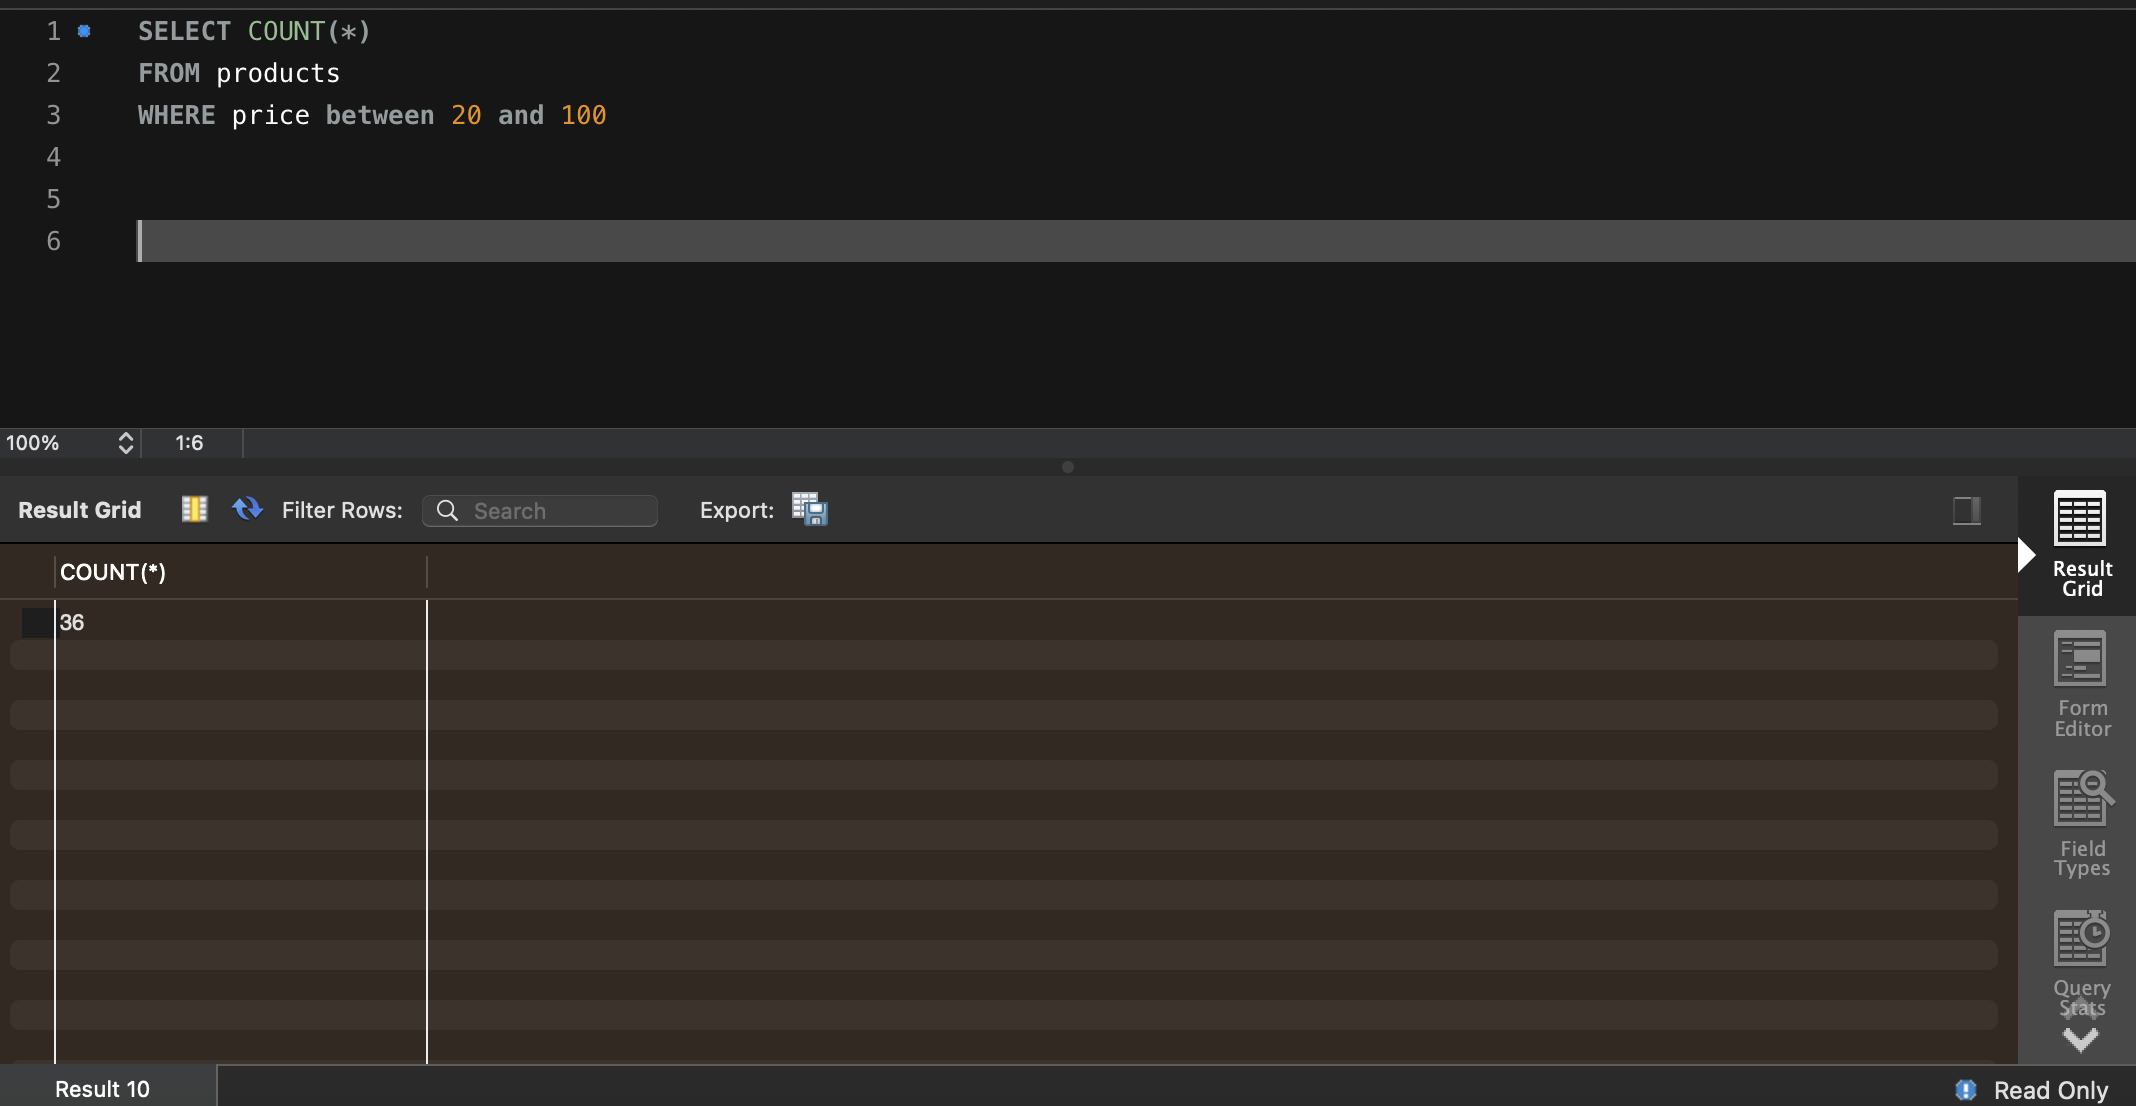 1 SELECT COUNT(*)
2 FROM products
3 WHERE price between 20 and 100
4
5
6
100% 1:6
Result Grid Filter Rows: Search Export:
COUNT(*)
36
Result
Grid
Form
Editor
Field
Types
Query
Stats
Result 10
Read Only